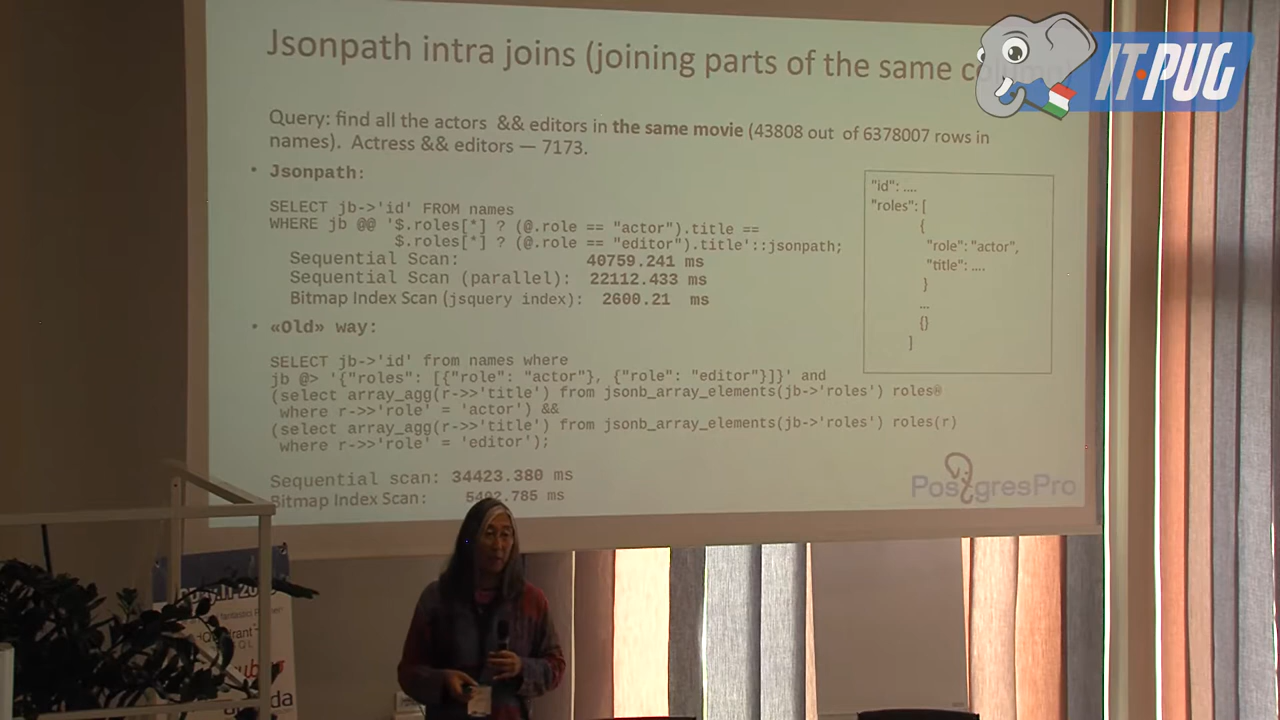 Jsonpath intra joins (joining parts of the same
IT-PUG
Query: find all the actors && editors in the same movie (43808 out of 6378007 rows in
names). Actress && editors — 7173.
• Jsonpath:
SELECT jb->'id' FROM names
WHERE jb @@ '$.roles[*] ? (@.role == "actor").title ==
$.roles[*] ? (@.role == "editor").title'::jsonpath;
Sequential Scan: 40759.241 ms
Sequential Scan (parallel): 22112.433 ms
Bitmap Index Scan (jsquery index): 2600.21 ms
• «Old» way:
SELECT jb->'id' from names where
jb @> '{"roles": [{"role": "actor"}, {"role": "editor"}]}' and
(select array_agg(r->>'title') from jsonb_array_elements(jb->'roles') roles®
where r->>'role' = 'actor') &&
(select array_agg(r->>'title') from jsonb_array_elements(jb->'roles') roles(r)
where r->>'role' = 'editor');
Sequential scan: 34423.380 ms
Bitmap Index Scan: .785 ms
"id": ....
"roles": [
{
"role": "actor",
"title": ....
}
...
{}
]
PostgresPro